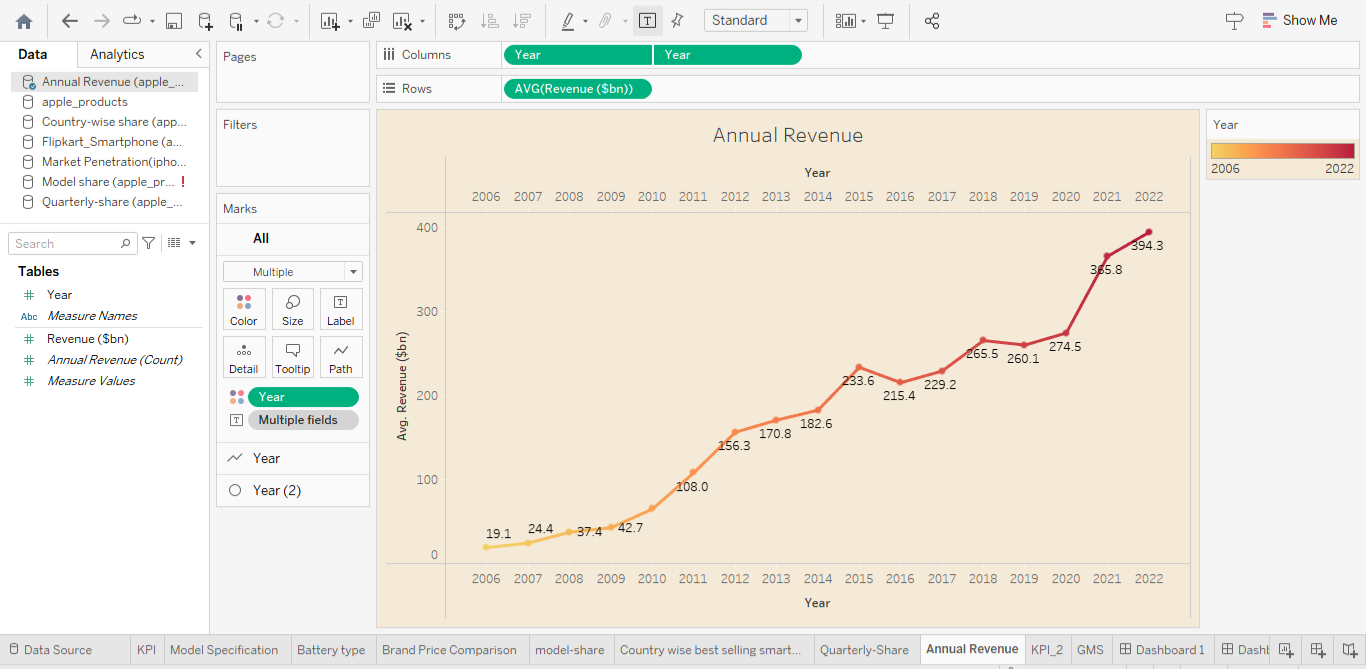 Standard
Show Me
Data
Analytics
Annual Revenue (apple_...
apple_products
Country-wise share (app...
Flipkart_Smartphone (a...
Market Penetration(ipho...
Model share (apple_pr... !
Quarterly-share (apple_...
Search
Tables
Year
Abc Measure Names
Revenue ($bn)
Annual Revenue (Count)
Measure Values
Pages
Filters
Marks
All
Multiple
Color Size Label
Detail Tooltip Path
Year
Multiple fields
Year
Year (2)
Columns Year Year
Rows AVG(Revenue ($bn))
Annual Revenue
Year
2006 2007 2008 2009 2010 2011 2012 2013 2014 2015 2016 2017 2018 2019 2020 2021 2022
Avg. Revenue ($bn)
400
300
200
100
0
19.1
24.4
37.4
42.7
108.0
156.3
170.8
182.6
233.6
215.4
229.2
265.5
260.1
274.5
365.8
394.3
2006 2007 2008 2009 2010 2011 2012 2013 2014 2015 2016 2017 2018 2019 2020 2021 2022
Year
Year
2006 2022
Data Source KPI Model Specification Battery type Brand Price Comparison model-share Country wise best selling smart... Quarterly-Share Annual Revenue KPI_2 GMS Dashboard 1 Dashb